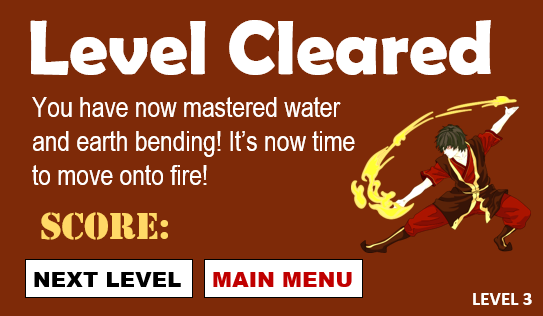 Level Cleared
You have now mastered water
and earth bending! It's now time
to move onto fire!
SCORE:
NEXT LEVEL
MAIN MENU
LEVEL 3